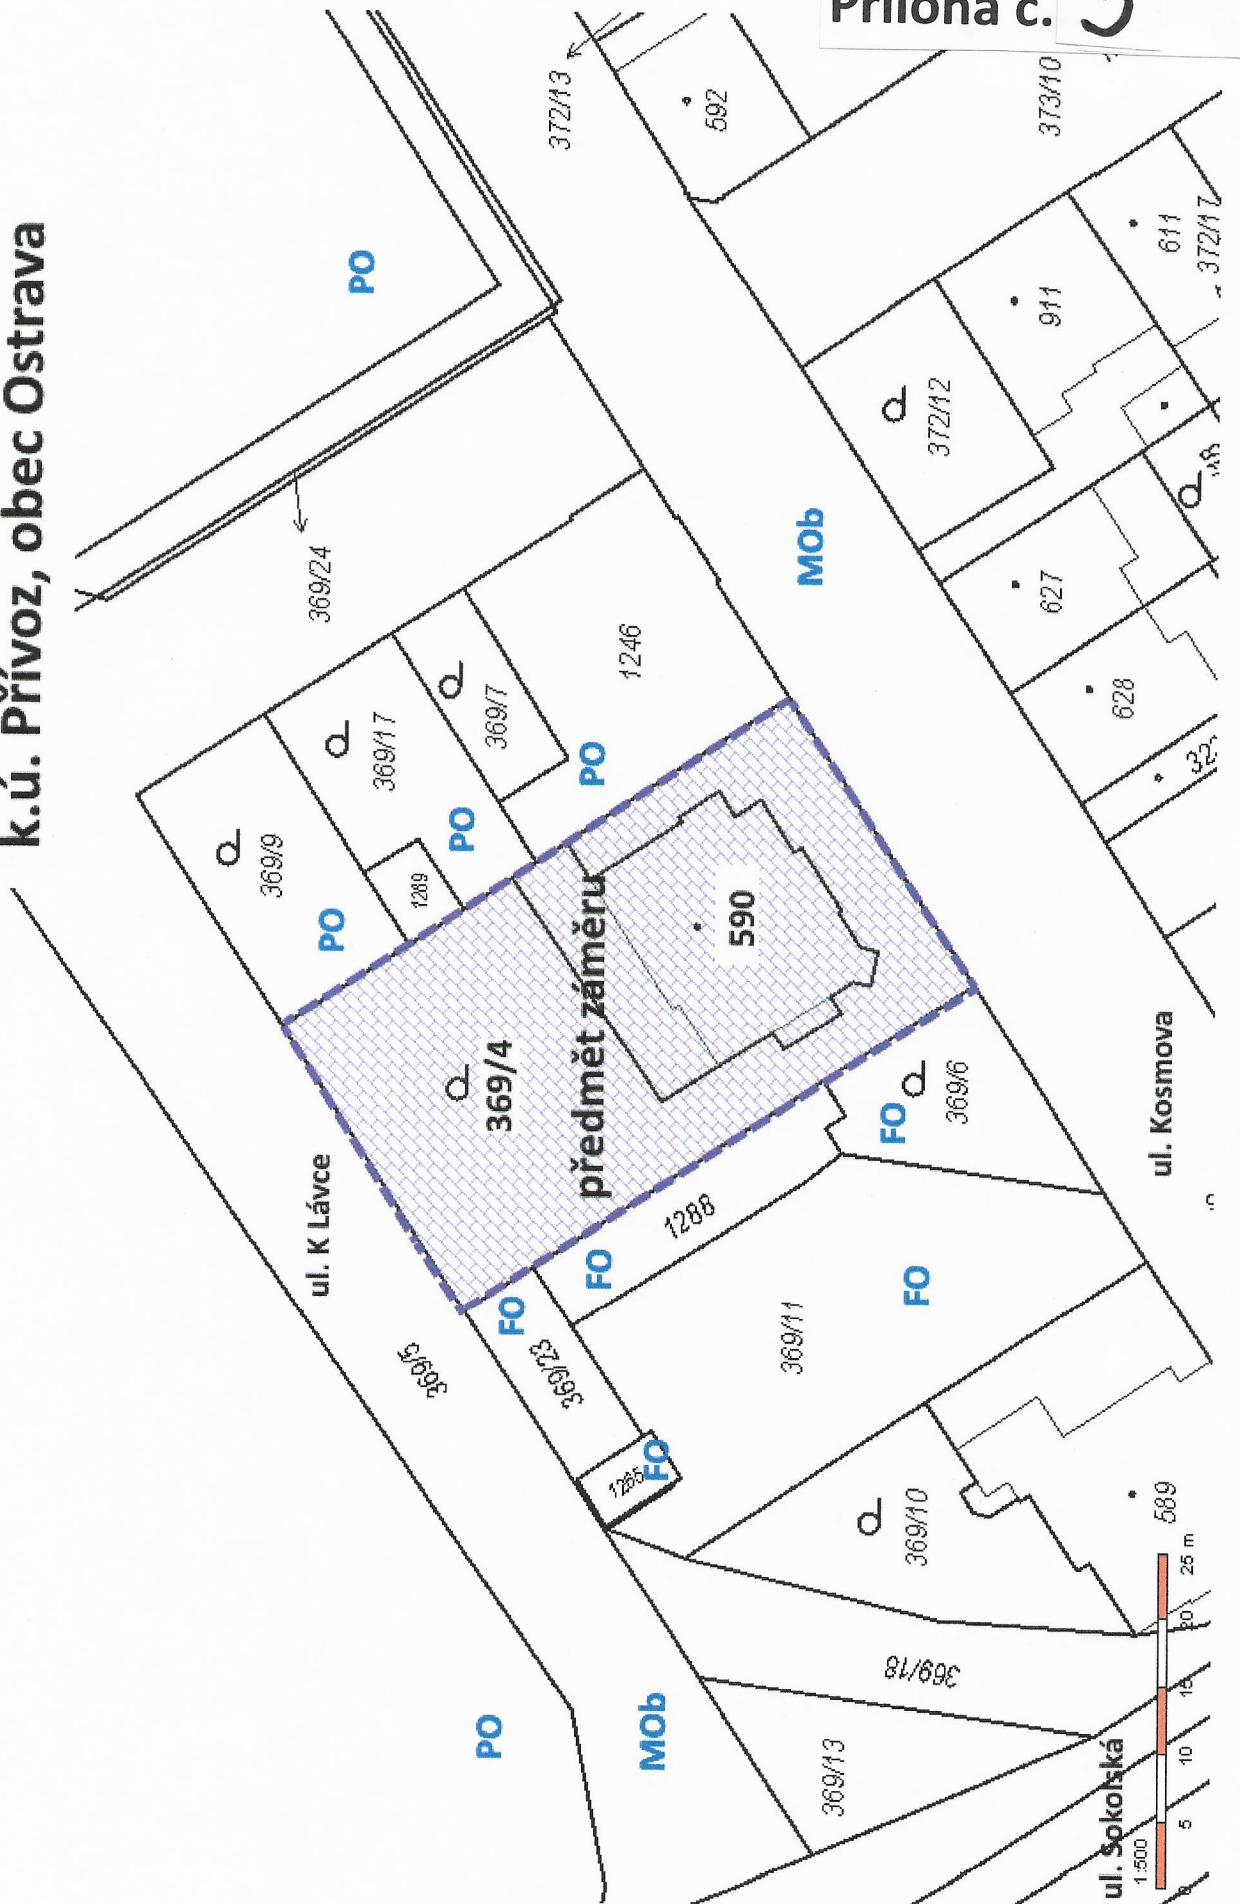 k.ú. Přívoz, obec Ostrava
Příloha č.
PO
372/13
592
373/10
611
372/17
911
372/12
369/24
MOb
627
628
1246
369/7
369/17
PO
PO
1289
369/9
PO
590
předmět záměru
369/4
ul. K Lávce
369/5
FO
369/6
ul. Kosmova
1288
FO
FO
369/23
369/11
FO
1265
FO
369/10
589
369/18
369/13
PO
MOb
ul. Sokolská
1:500
0 5 10 15 20 25 m